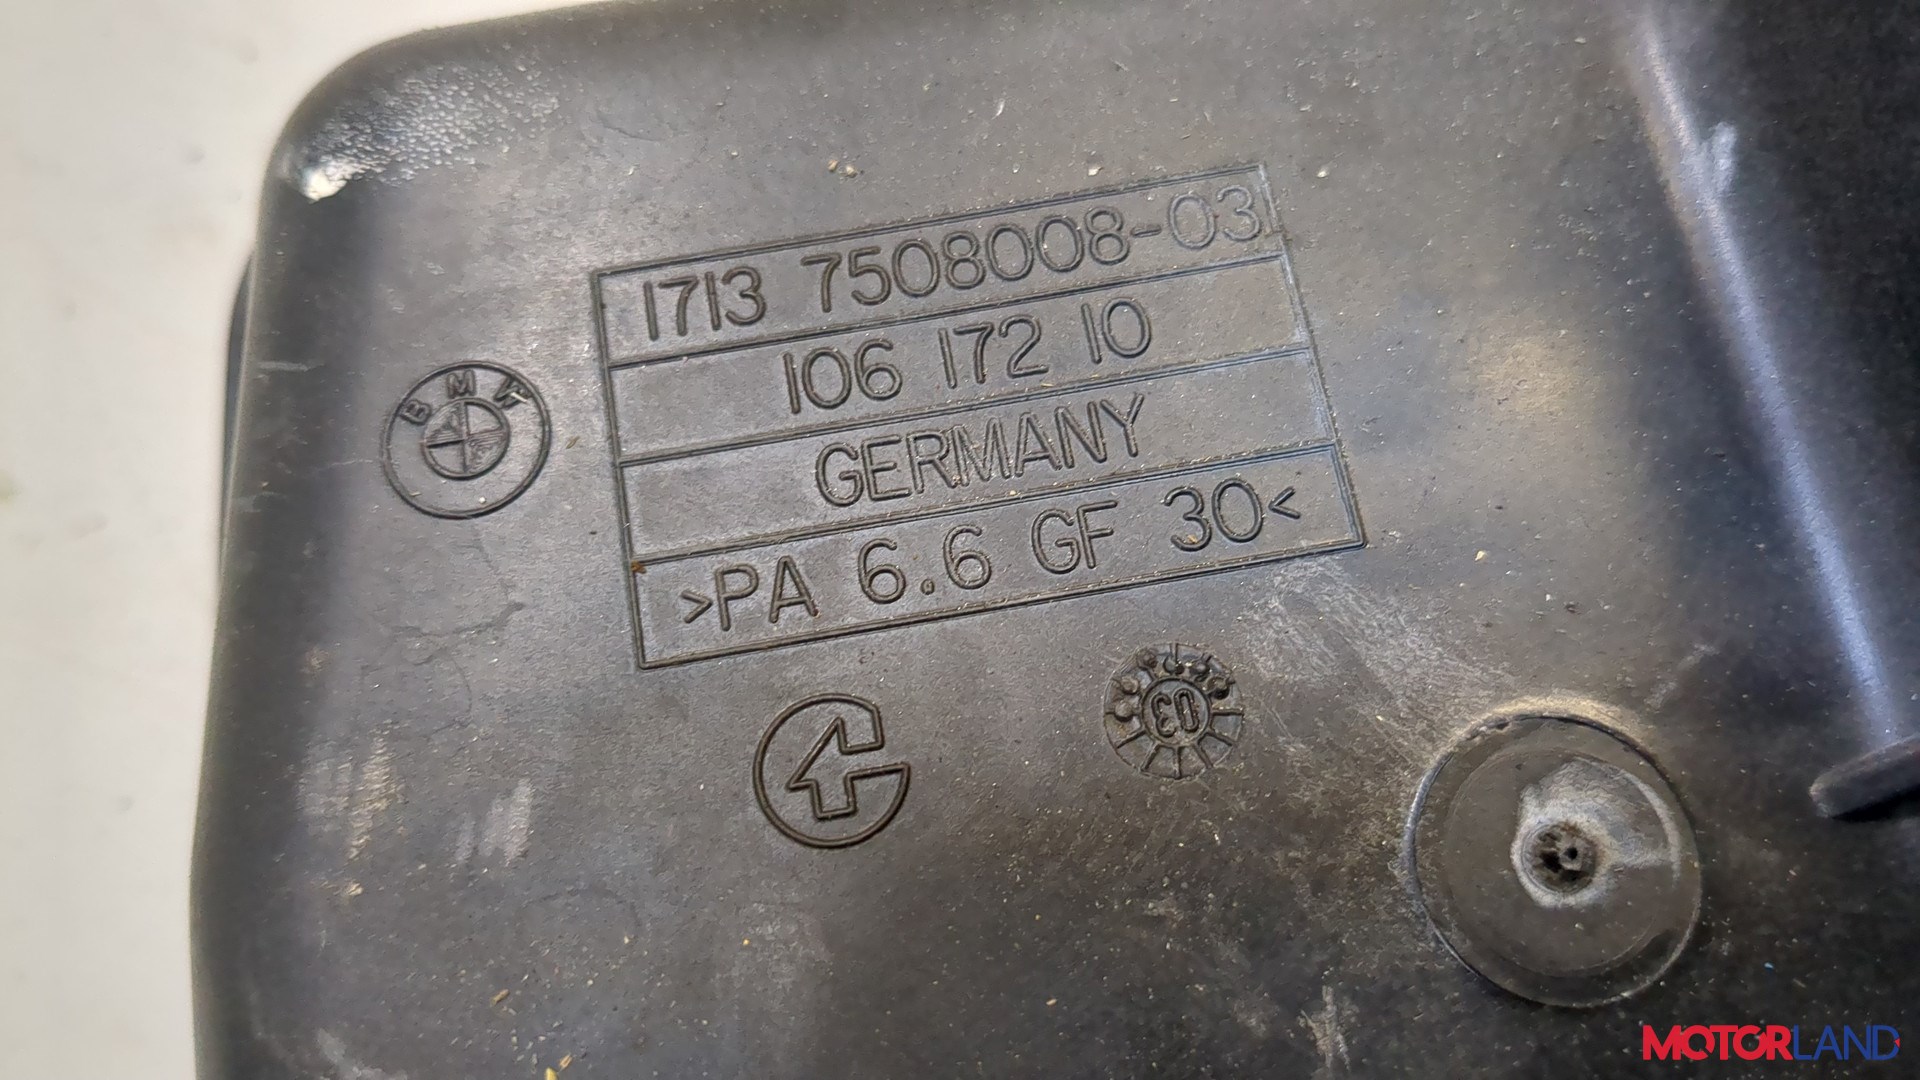 1713 7508008-03
106 172 10
BMW
GERMANY
>PA 6.6 GF 30<
03
MOTORLAND